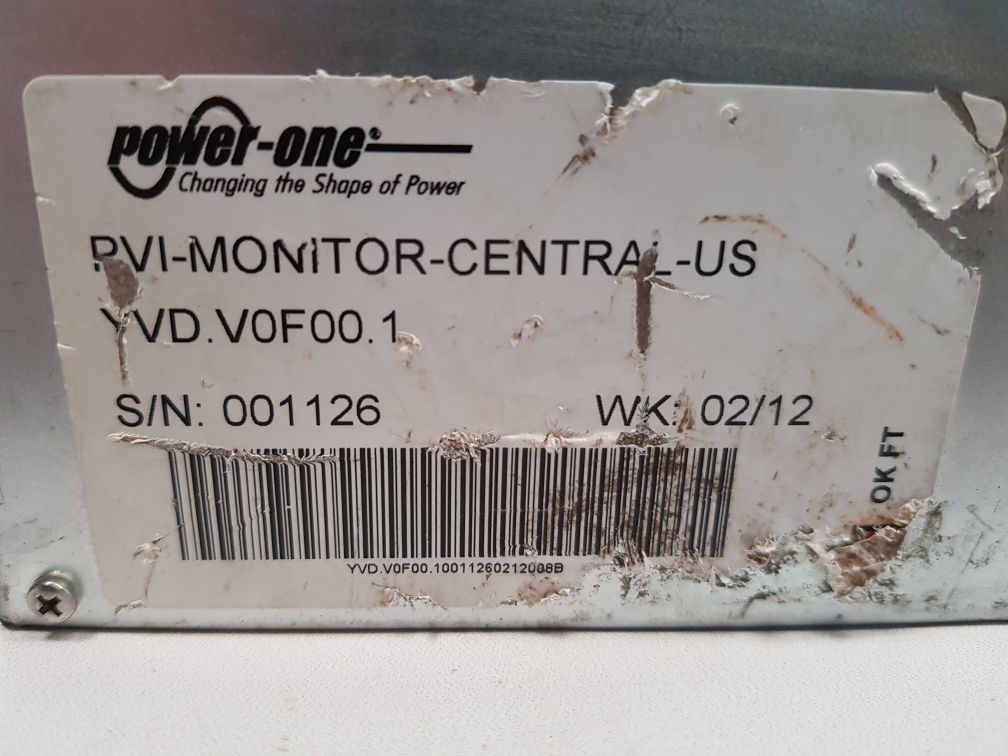 power-one®
Changing the Shape of Power
PVI-MONITOR-CENTRAL-US
YVD.V0F00.1
S/N: 001126
WK: 02/12
OK FT
YVD.V0F00.10011260212008B